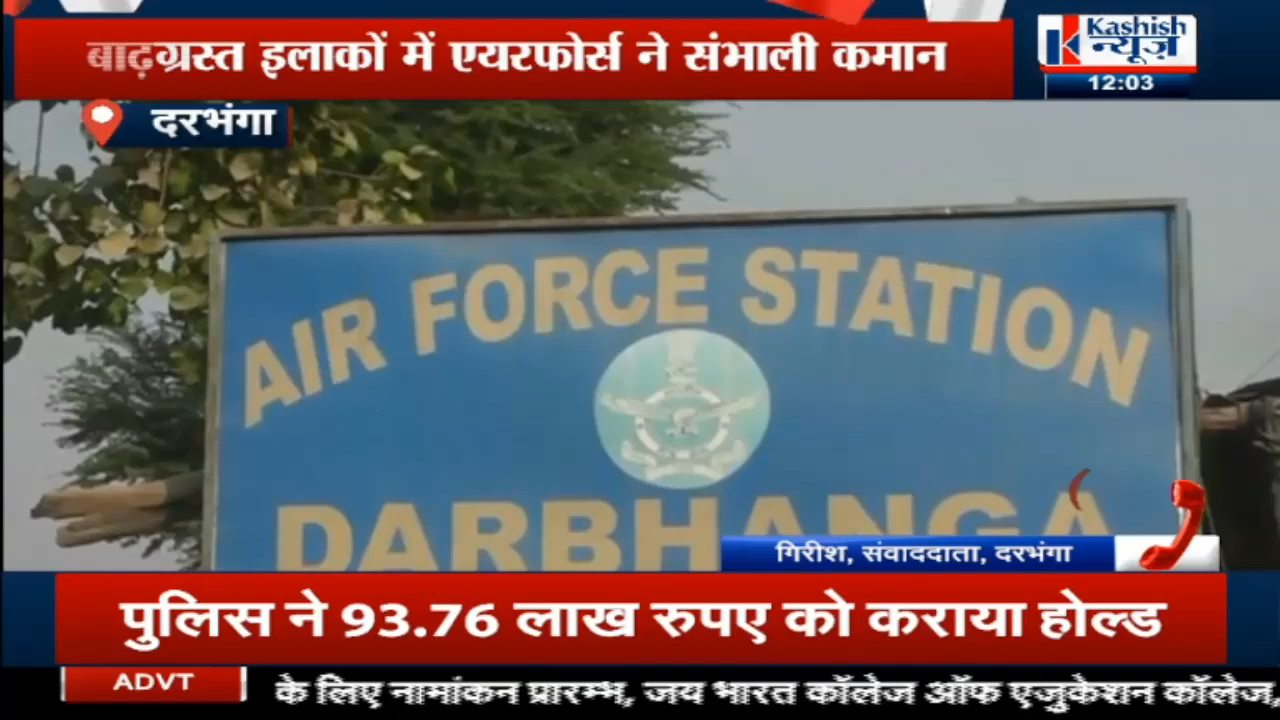 बाढ़ग्रस्त इलाकों में एयरफोर्स ने संभाली कमान
Kashish
न्यूज़
12:03
दरभंगा
AIR FORCE STATION
DARBHANGA
गिरीश, संवाददाता, दरभंगा
पुलिस ने 93.76 लाख रुपए को कराया होल्ड
ADVT
के लिए नामांकन प्रारम्भ, जय भारत कॉलेज ऑफ एजुकेशन कॉलेज,